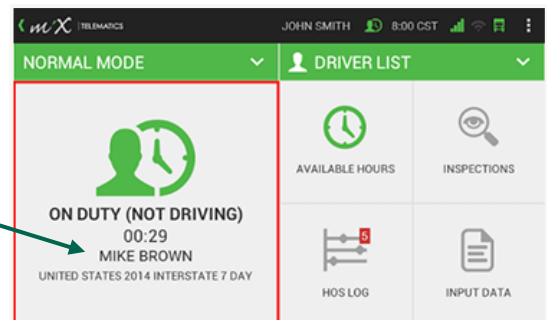 miX TELEMATICS JOHN SMITH 8:00 CST
NORMAL MODE DRIVER LIST
AVAILABLE HOURS INSPECTIONS
ON DUTY (NOT DRIVING)
00:29
MIKE BROWN
UNITED STATES 2014 INTERSTATE 7 DAY
5
HOS LOG INPUT DATA